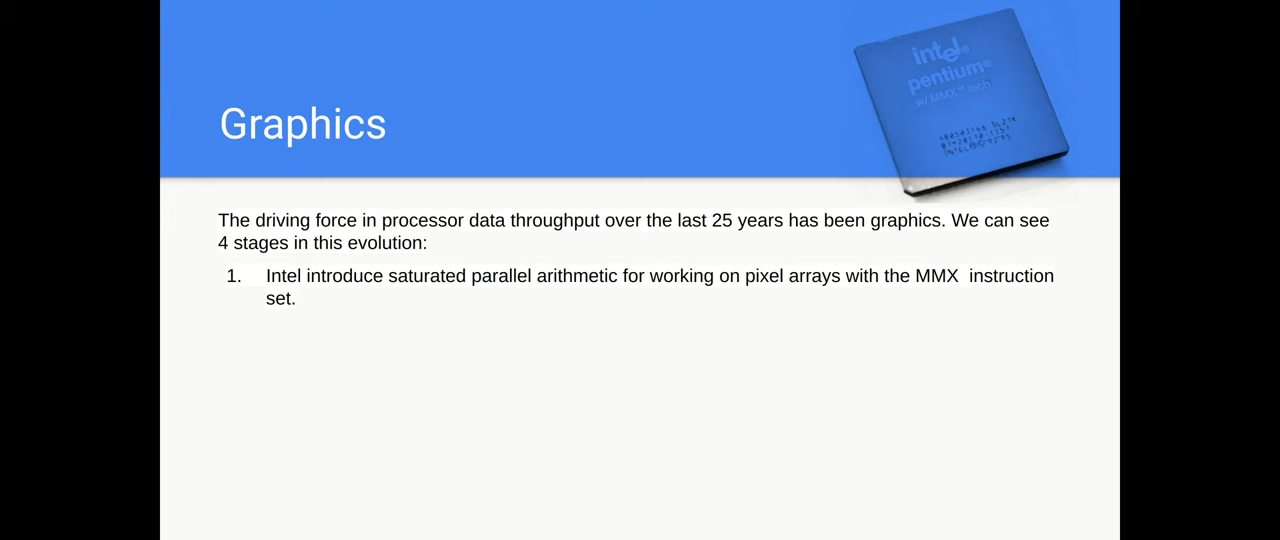 intel®
pentium®
w/ MMX™ tech
Graphics
The driving force in processor data throughput over the last 25 years has been graphics. We can see
4 stages in this evolution:
1. Intel introduce saturated parallel arithmetic for working on pixel arrays with the MMX  instruction
set.